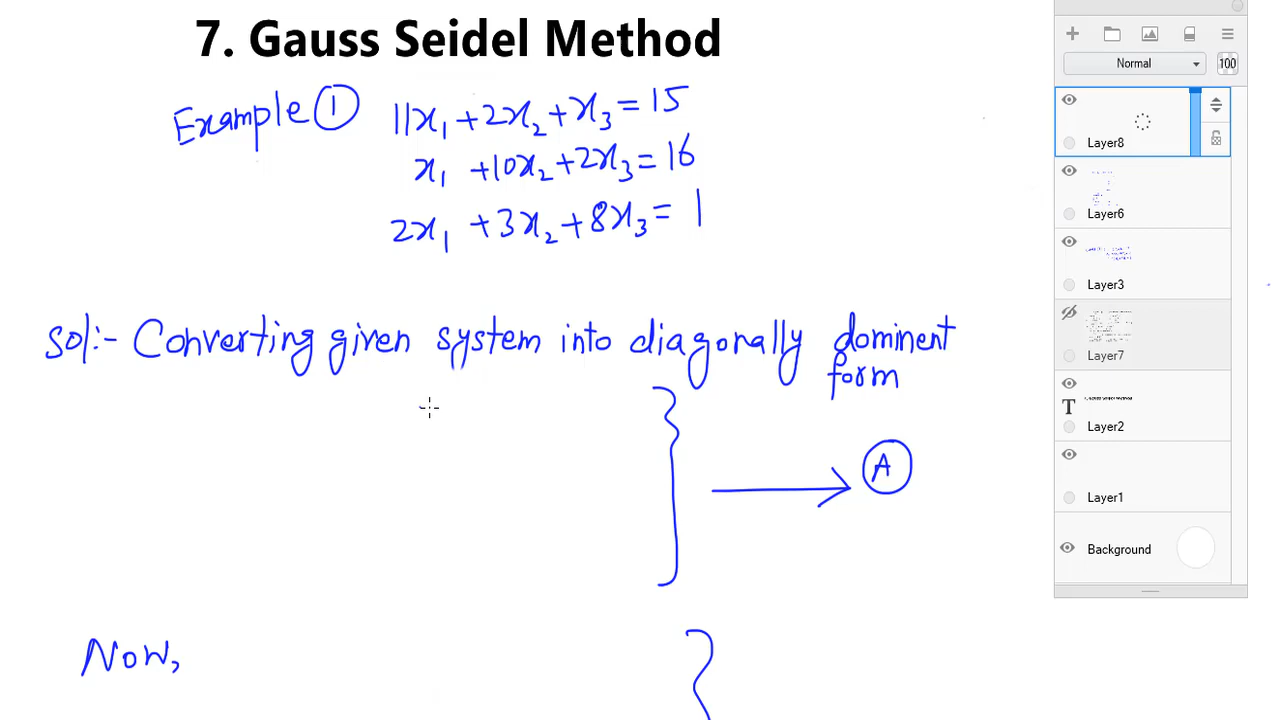 7. Gauss Seidel Method
Example ① 11x₁ + 2x₂ + x₃ = 15
x₁ + 10x₂ + 2x₃ = 16
2x₁ + 3x₂ + 8x₃ = 1
Sol:- Converting given system into diagonally dominent
form
A
Now,
Normal 100
Layer8
Layer6
Layer3
Layer7
T
Layer2
Layer1
Background